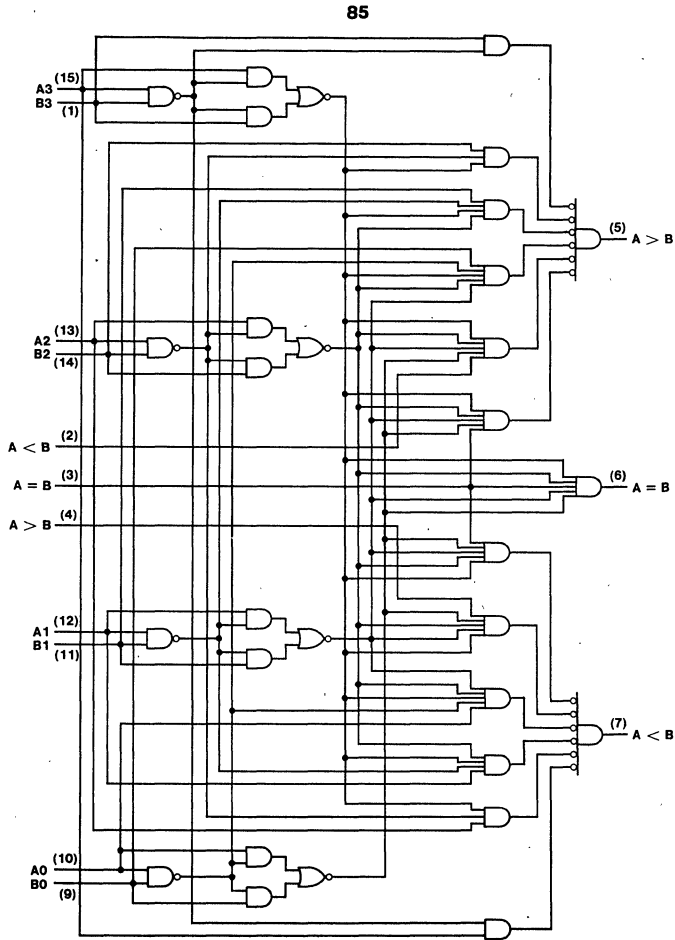 85
(15)
A3
B3
(1)
(5)
A > B
(13)
A2
B2
(14)
(2)
A < B
(3)
A = B
(6)
A = B
(4)
A > B
(12)
A1
B1
(11)
(7)
A < B
(10)
A0
B0
(9)